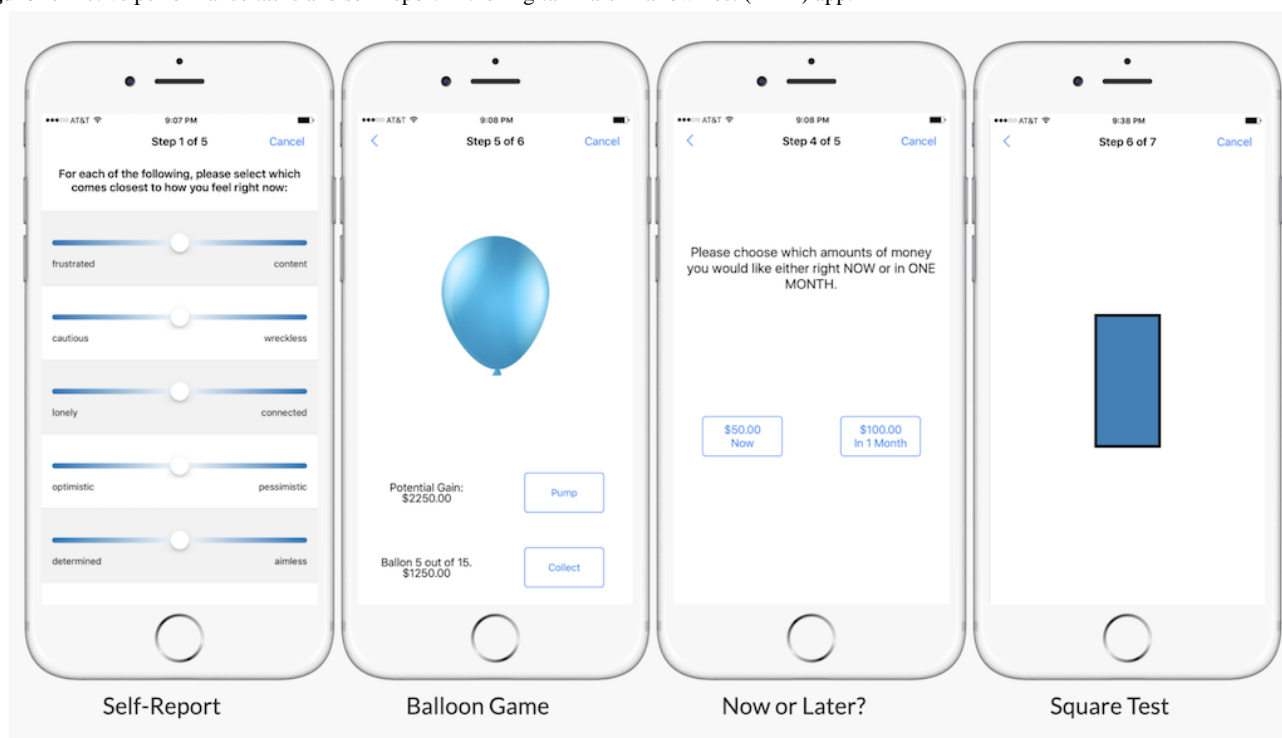 9:07 PM
AT&T
Step 1 of 5
Cancel
For each of the following, please select which
comes closest to how you feel right now:
frustrated content
cautious wreckless
lonely connected
optimistic pessimistic
determined aimless
Self-Report
AT&T
9:08 PM
Step 5 of 6
Cancel
Potential Gain:
$2250.00
Pump
Ballon 5 out of 15.
$1250.00
Collect
Balloon Game
AT&T
9:08 PM
Step 4 of 5
Cancel
Please choose which amounts of money
you would like either right NOW or in ONE
MONTH.
$50.00
Now
$100.00
In 1 Month
Now or Later?
AT&T
9:38 PM
Step 6 of 7
Cancel
Square Test